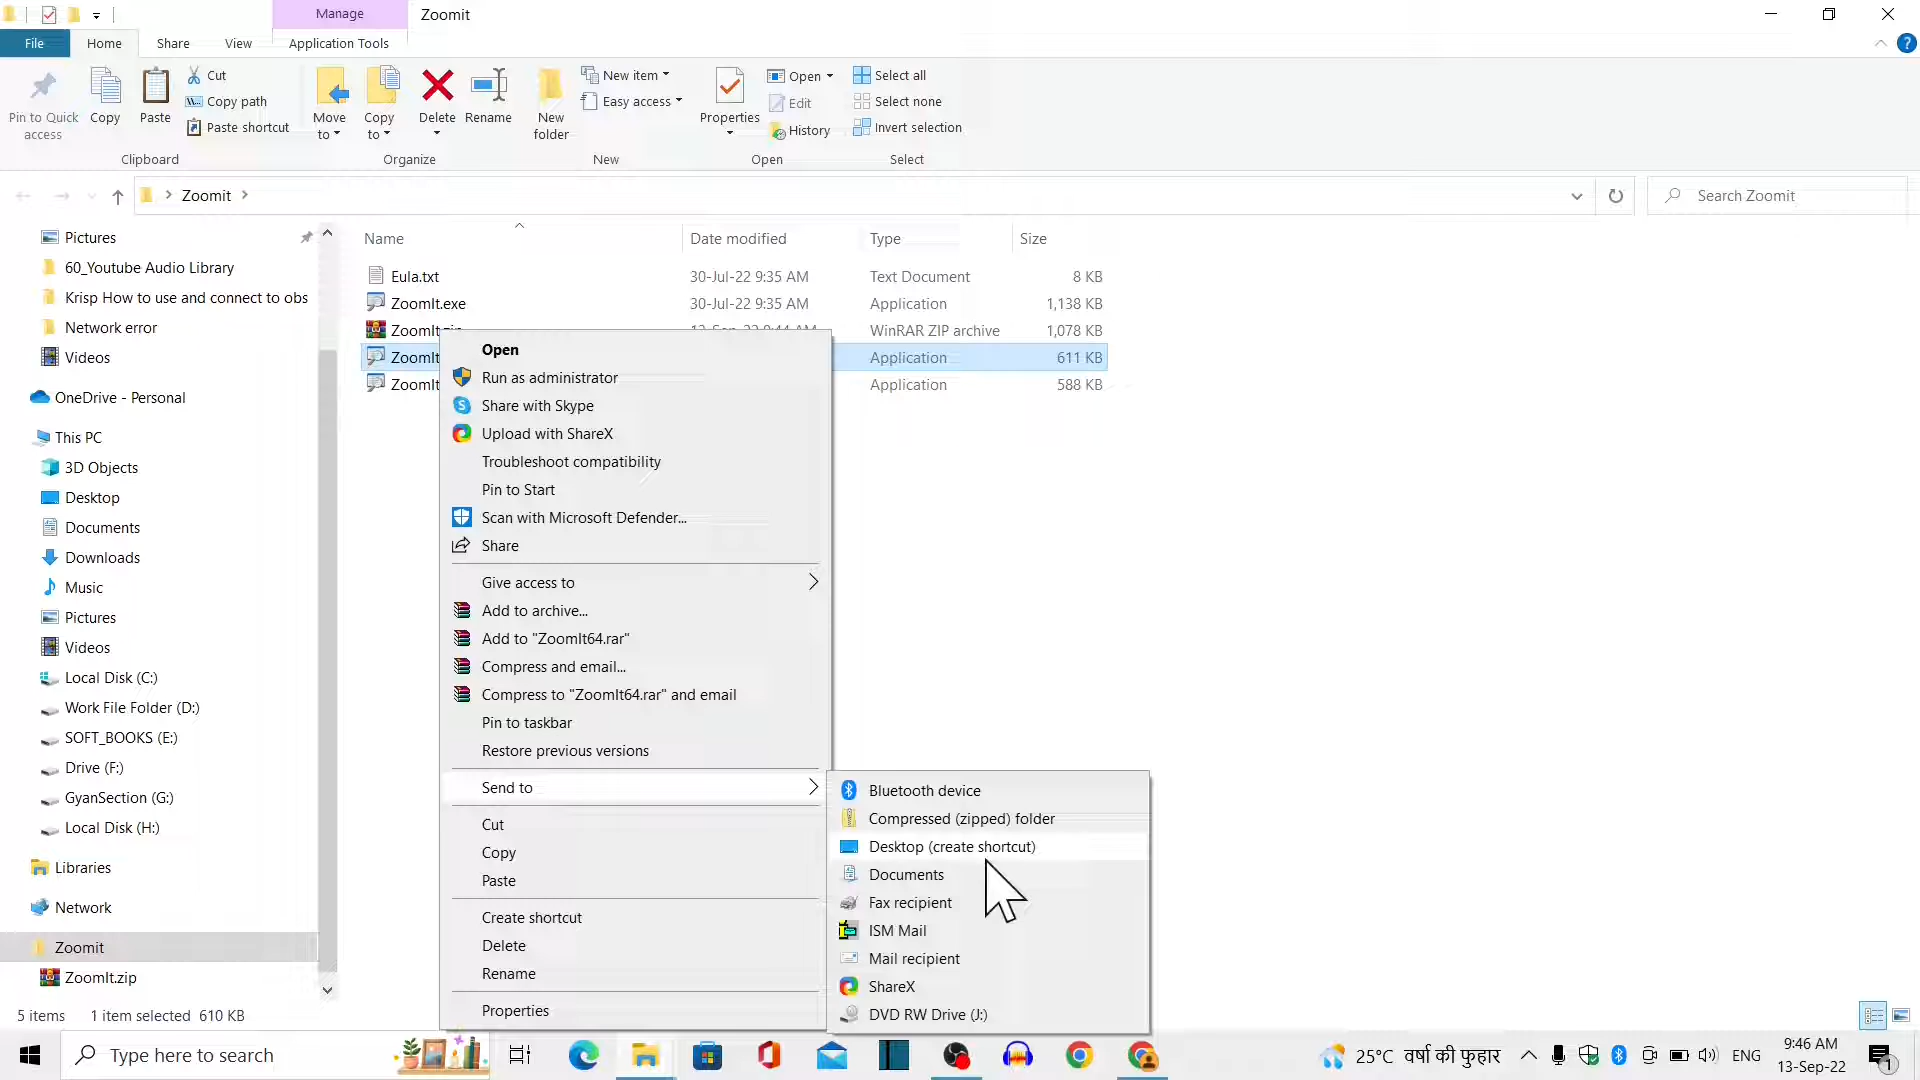 Manage
Zoomit
File
Home
Share
View
Application Tools
Pin to Quick access
Copy
Paste
Cut
Copy path
Paste shortcut
Move to
Copy to
Delete
Rename
New folder
New item
Easy access
Properties
Open
Edit
History
Select all
Select none
Invert selection
Clipboard
Organize
New
Open
Select
Zoomit
Search Zoomit
Name
Date modified
Type
Size
Eula.txt 30-Jul-22 9:35 AM Text Document 8 KB
ZoomIt.exe 30-Jul-22 9:35 AM Application 1,138 KB
ZoomIt.zip WinRAR ZIP archive 1,078 KB
ZoomIt Application 611 KB
ZoomIt Application 588 KB
Pictures
60_Youtube Audio Library
Krisp How to use and connect to obs
Network error
Videos
OneDrive - Personal
This PC
3D Objects
Desktop
Documents
Downloads
Music
Pictures
Videos
Local Disk (C:)
Work File Folder (D:)
SOFT_BOOKS (E:)
Drive (F:)
GyanSection (G:)
Local Disk (H:)
Libraries
Network
Zoomit
ZoomIt.zip
Open
Run as administrator
Share with Skype
Upload with ShareX
Troubleshoot compatibility
Pin to Start
Scan with Microsoft Defender...
Share
Give access to
Add to archive...
Add to "ZoomIt64.rar"
Compress and email...
Compress to "ZoomIt64.rar" and email
Pin to taskbar
Restore previous versions
Send to
Cut
Copy
Paste
Create shortcut
Delete
Rename
Properties
Bluetooth device
Compressed (zipped) folder
Desktop (create shortcut)
Documents
Fax recipient
ISM Mail
Mail recipient
ShareX
DVD RW Drive (J:)
5 items 1 item selected 610 KB
Type here to search
25°C वर्षा की फुहार
ENG
9:46 AM
13-Sep-22
1